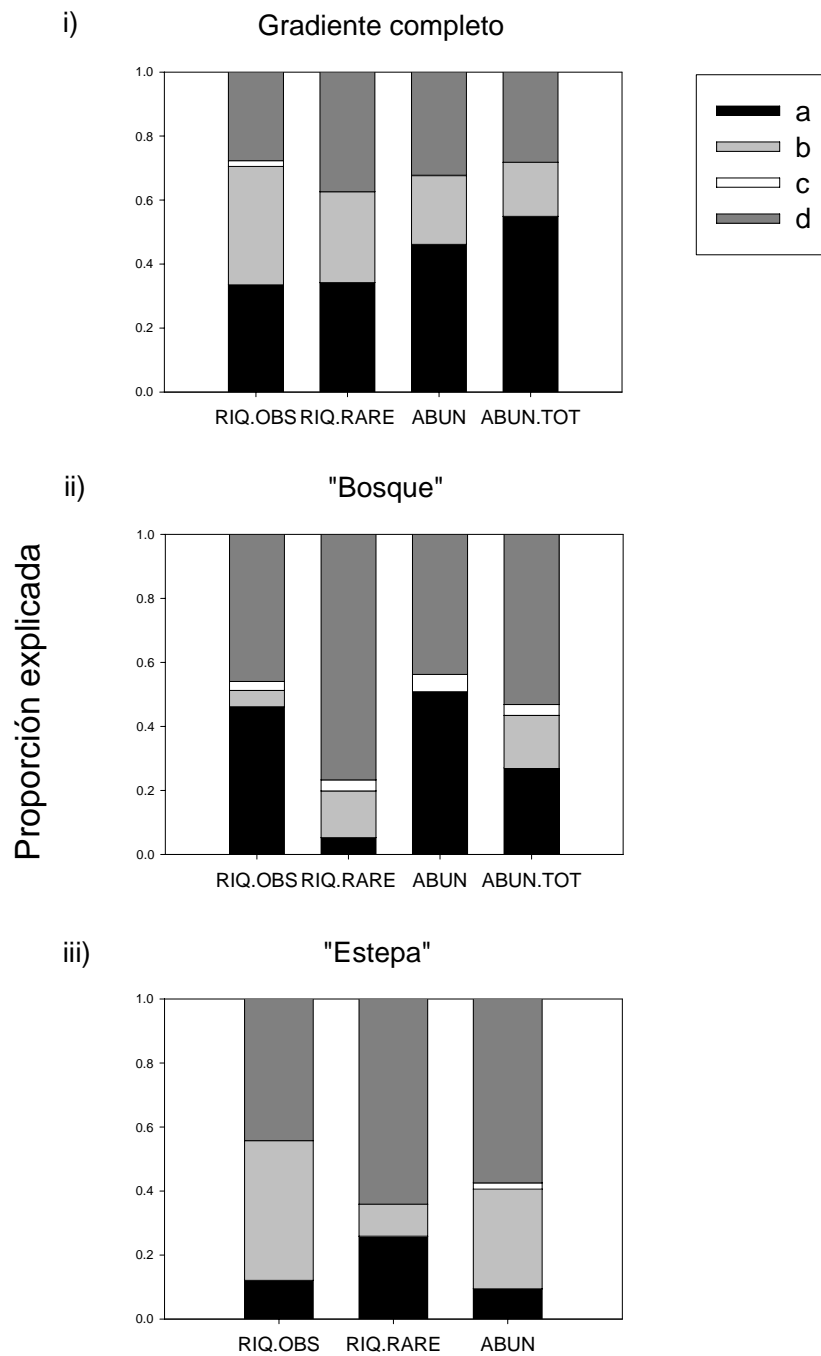 i)
Gradiente completo
1.0
0.8
0.6
0.4
0.2
0.0
RIQ.OBS RIQ.RARE ABUN ABUN.TOT
a
b
c
d
ii)
"Bosque"
Proporción explicada
1.0
0.8
0.6
0.4
0.2
0.0
RIQ.OBS RIQ.RARE ABUN ABUN.TOT
iii)
"Estepa"
1.0
0.8
0.6
0.4
0.2
0.0
RIQ.OBS RIQ.RARE ABUN